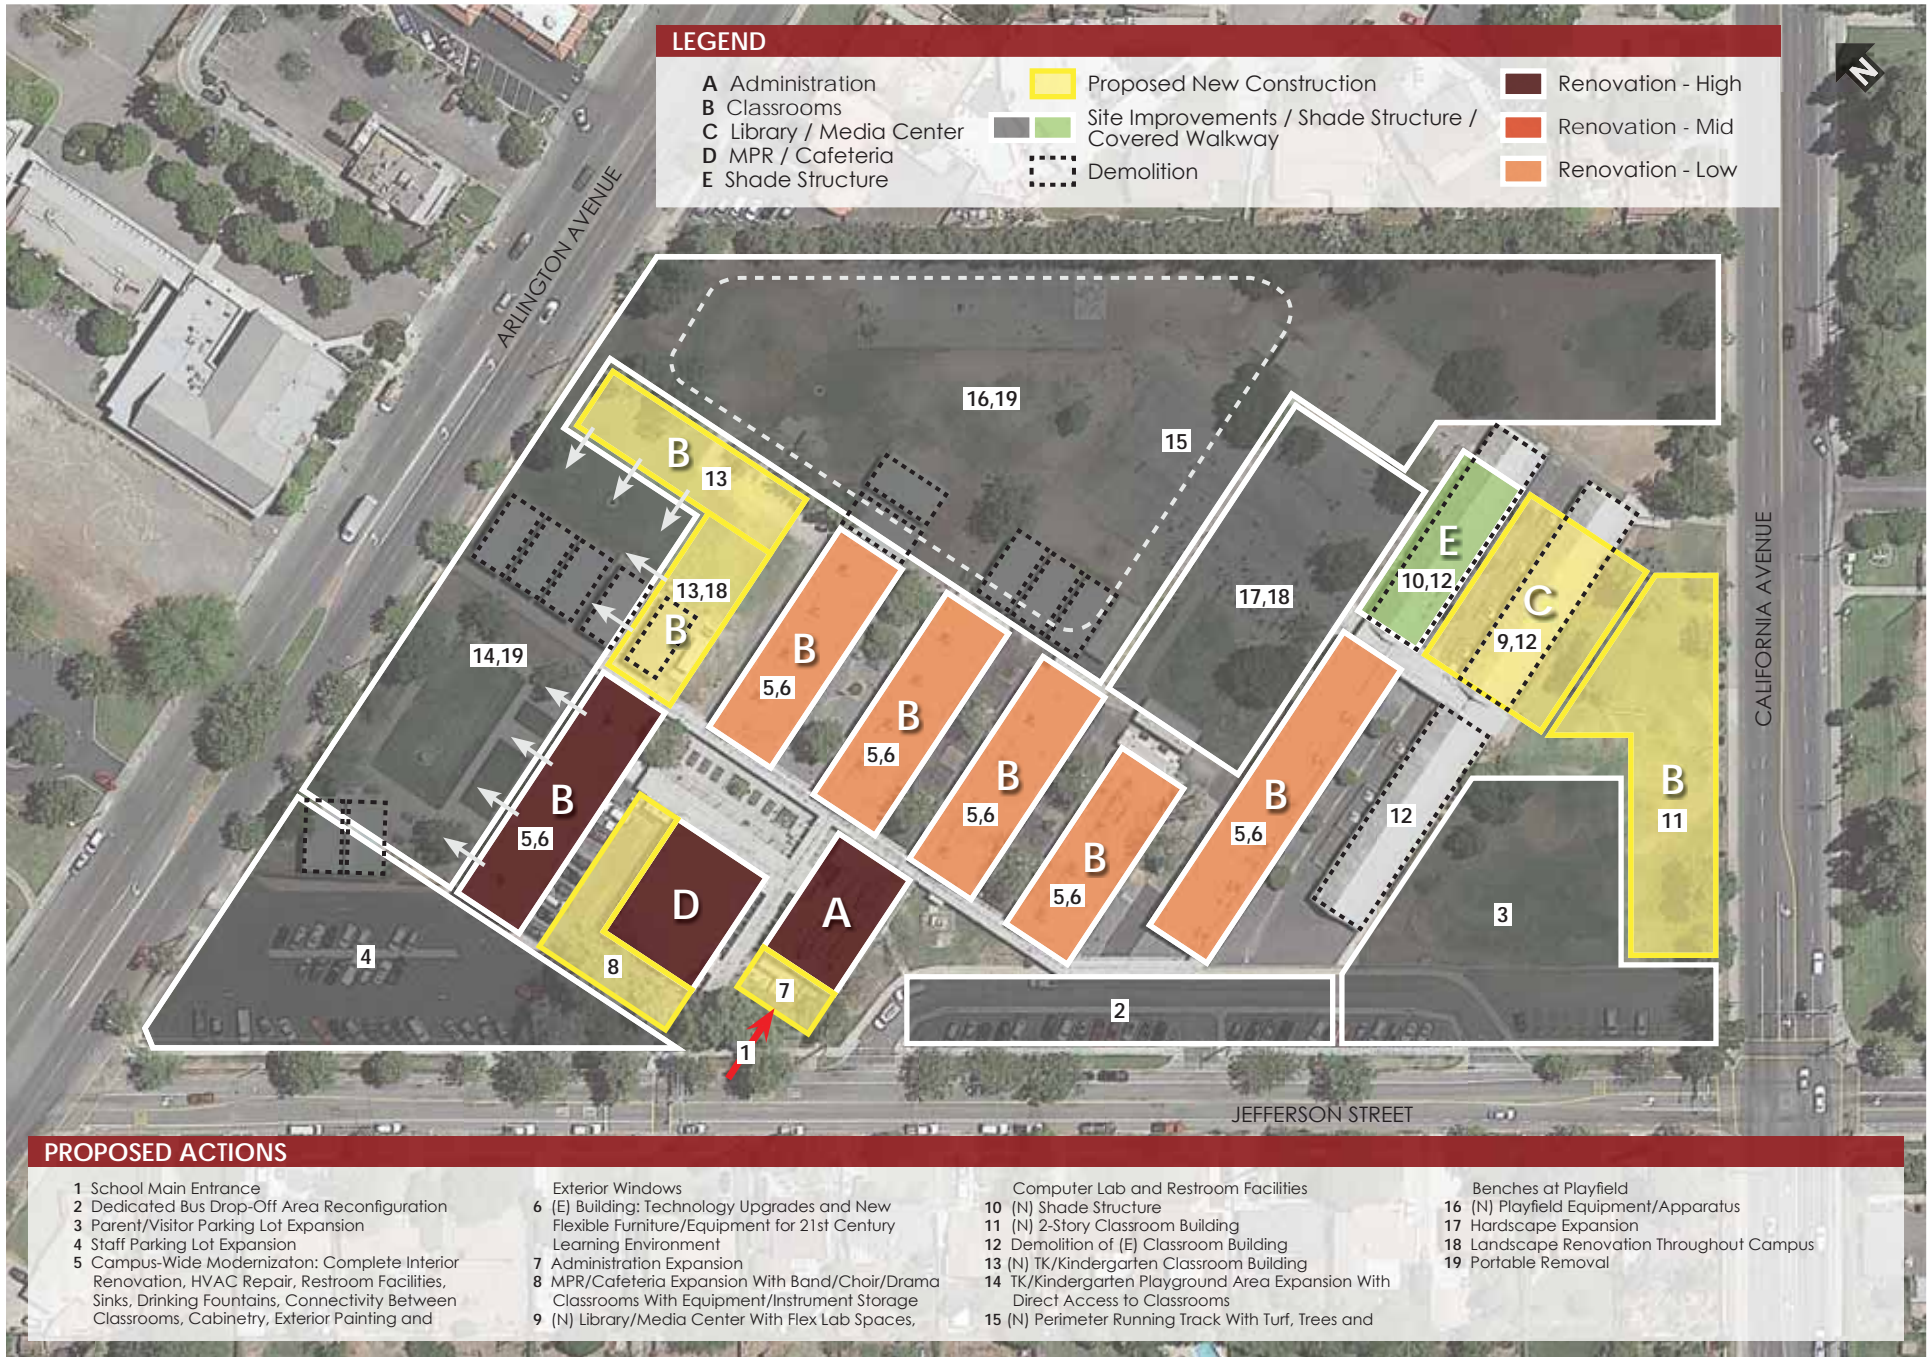 LEGEND
A Administration
B Classrooms
C Library / Media Center
D MPR / Cafeteria
E Shade Structure
Proposed New Construction
Site Improvements / Shade Structure /
Covered Walkway
Demolition
Renovation - High
Renovation - Mid
Renovation - Low
N
ARLINGTON AVENUE
CALIFORNIA AVENUE
JEFFERSON STREET
16,19
15
B
13
13,18
B
14,19
17,18
E
10,12
C
9,12
B
5,6
B
5,6
B
5,6
B
5,6
B
5,6
B
5,6
12
B
11
D
A
8
7
4
3
2
1
PROPOSED ACTIONS
1 School Main Entrance
2 Dedicated Bus Drop-Off Area Reconfiguration
3 Parent/Visitor Parking Lot Expansion
4 Staff Parking Lot Expansion
5 Campus-Wide Modernizaton: Complete Interior
Renovation, HVAC Repair, Restroom Facilities,
Sinks, Drinking Fountains, Connectivity Between
Classrooms, Cabinetry, Exterior Painting and
Exterior Windows
6 (E) Building: Technology Upgrades and New
Flexible Furniture/Equipment for 21st Century
Learning Environment
7 Administration Expansion
8 MPR/Cafeteria Expansion With Band/Choir/Drama
Classrooms With Equipment/Instrument Storage
9 (N) Library/Media Center With Flex Lab Spaces,
Computer Lab and Restroom Facilities
10 (N) Shade Structure
11 (N) 2-Story Classroom Building
12 Demolition of (E) Classroom Building
13 (N) TK/Kindergarten Classroom Building
14 TK/Kindergarten Playground Area Expansion With
Direct Access to Classrooms
15 (N) Perimeter Running Track With Turf, Trees and
Benches at Playfield
16 (N) Playfield Equipment/Apparatus
17 Hardscape Expansion
18 Landscape Renovation Throughout Campus
19 Portable Removal